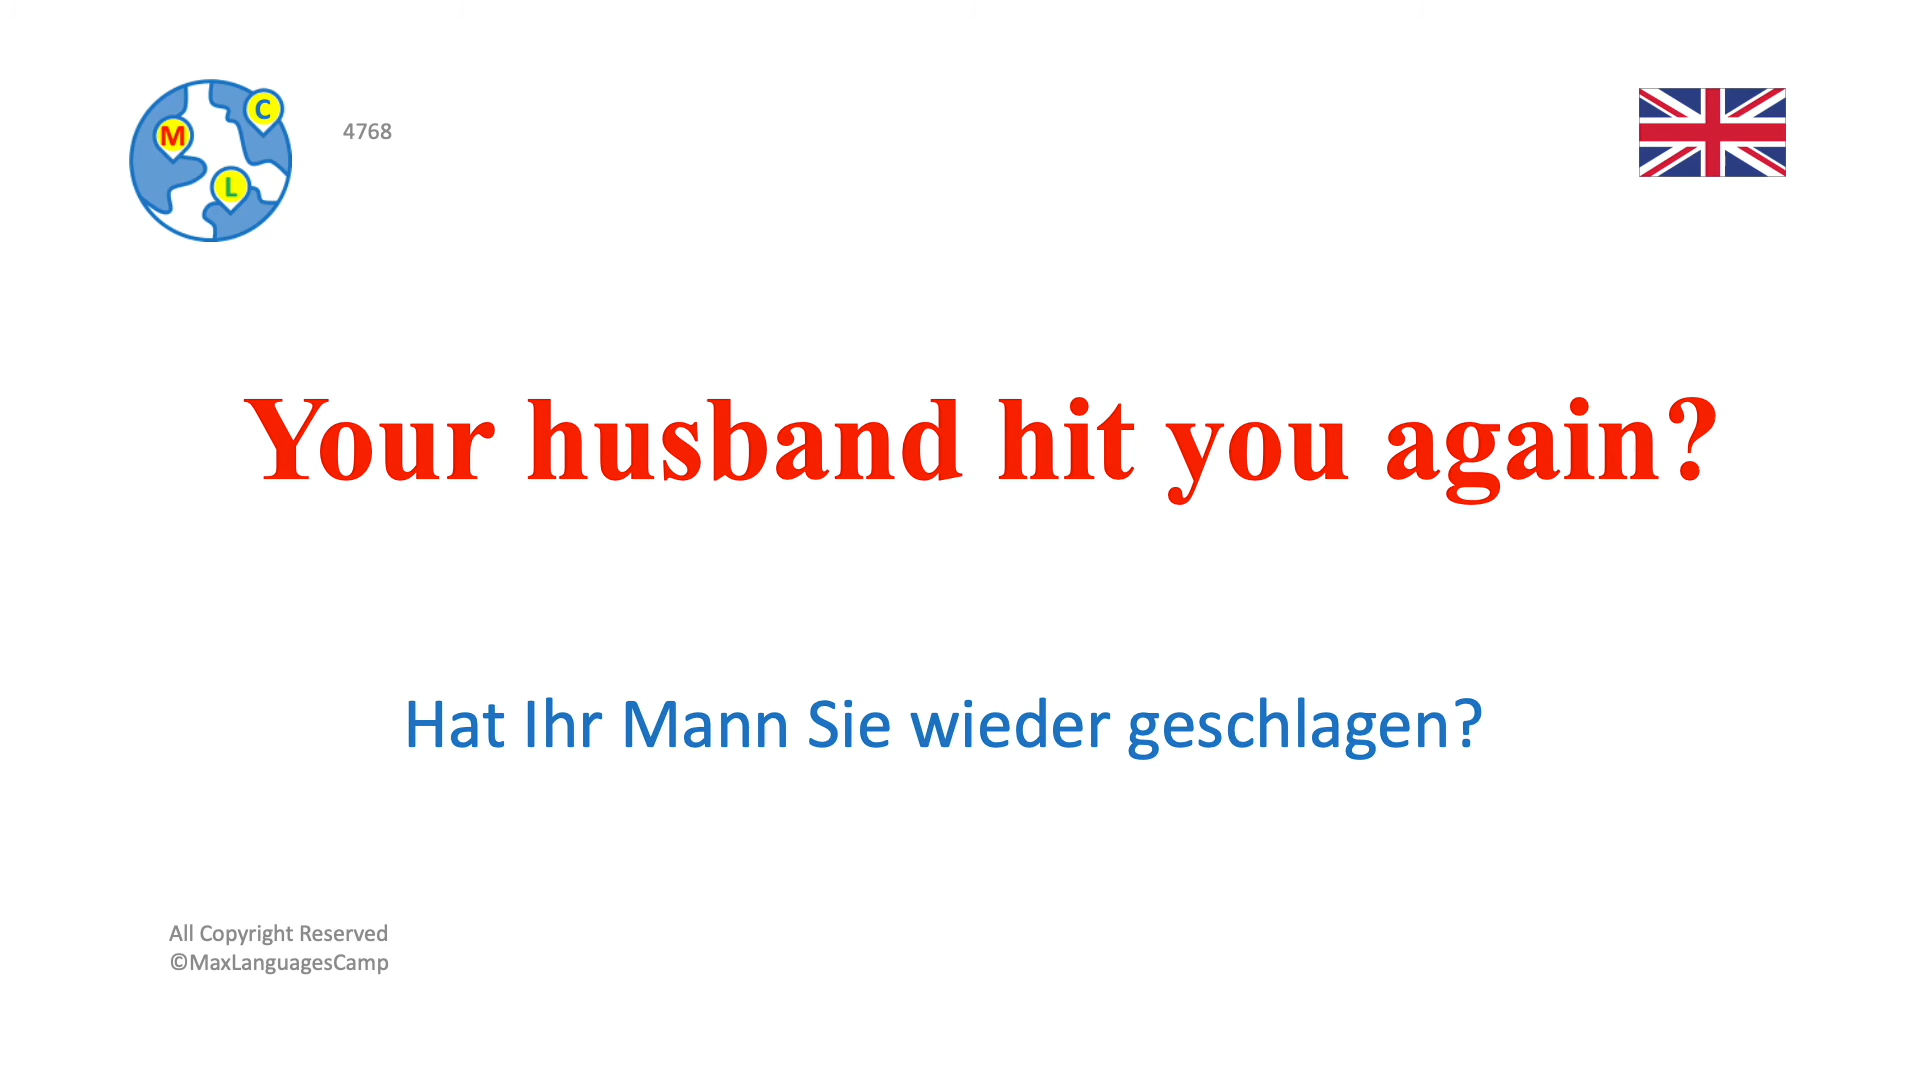 C
M
L
4768
Your husband hit you again?
Hat Ihr Mann Sie wieder geschlagen?
All Copyright Reserved
©MaxLanguagesCamp